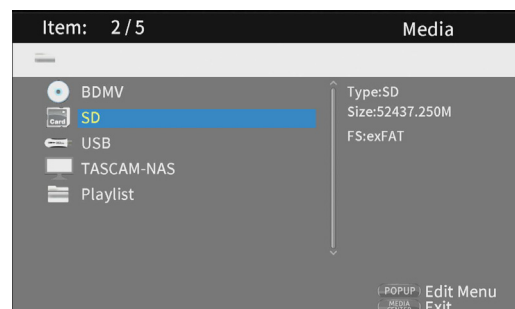 Item: 2/5 Media
BDMV
Card SD
USB
TASCAM-NAS
Playlist
Type:SD
Size:52437.250M
FS:exFAT
POPUP Edit Menu
MEDIA CENTER Exit